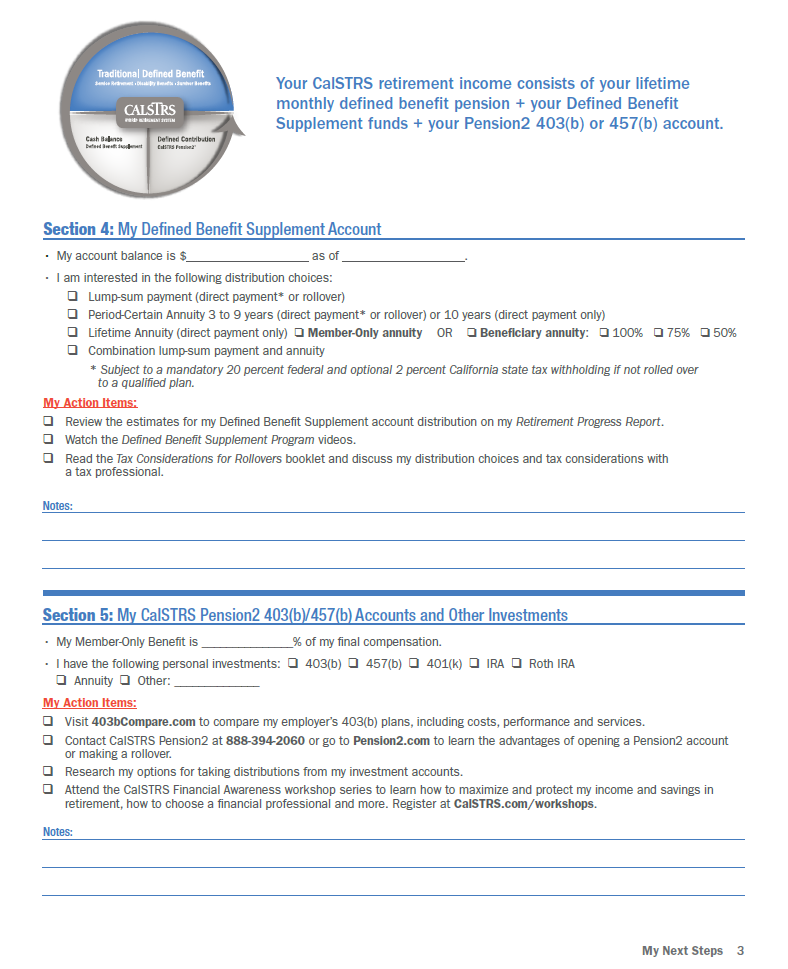 Traditional Defined Benefit
Service Retirement • Disability Benefits • Survivor Benefits
CALSTRS
HYBRID RETIREMENT SYSTEM
Cash Balance
Defined Benefit Supplement
Defined Contribution
CalSTRS Pension2®
Your CalSTRS retirement income consists of your lifetime
monthly defined benefit pension + your Defined Benefit
Supplement funds + your Pension2 403(b) or 457(b) account.
Section 4: My Defined Benefit Supplement Account
· My account balance is $____________________ as of ____________________.
· I am interested in the following distribution choices:
❑ Lump-sum payment (direct payment* or rollover)
❑ Period-Certain Annuity 3 to 9 years (direct payment* or rollover) or 10 years (direct payment only)
❑ Lifetime Annuity (direct payment only) ❑ Member-Only annuity OR ❑ Beneficiary annuity: ❑ 100% ❑ 75% ❑ 50%
❑ Combination lump-sum payment and annuity
* Subject to a mandatory 20 percent federal and optional 2 percent California state tax withholding if not rolled over
to a qualified plan.
My Action Items:
❑ Review the estimates for my Defined Benefit Supplement account distribution on my Retirement Progress Report.
❑ Watch the Defined Benefit Supplement Program videos.
❑ Read the Tax Considerations for Rollovers booklet and discuss my distribution choices and tax considerations with
a tax professional.
Notes:
Section 5: My CalSTRS Pension2 403(b)/457(b) Accounts and Other Investments
· My Member-Only Benefit is _______________% of my final compensation.
· I have the following personal investments: ❑ 403(b) ❑ 457(b) ❑ 401(k) ❑ IRA ❑ Roth IRA
❑ Annuity ❑ Other: ______________
My Action Items:
❑ Visit 403bCompare.com to compare my employer's 403(b) plans, including costs, performance and services.
❑ Contact CalSTRS Pension2 at 888-394-2060 or go to Pension2.com to learn the advantages of opening a Pension2 account
or making a rollover.
❑ Research my options for taking distributions from my investment accounts.
❑ Attend the CalSTRS Financial Awareness workshop series to learn how to maximize and protect my income and savings in
retirement, how to choose a financial professional and more. Register at CalSTRS.com/workshops.
Notes:
My Next Steps 3